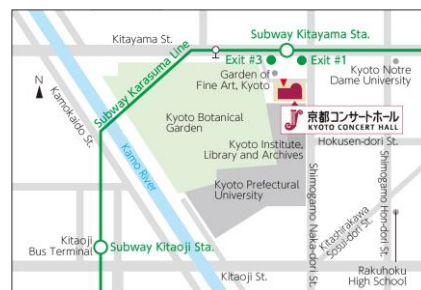 Subway Kitayama Sta.
Kitayama St.
Exit #3
Exit #1
Subway Karasuma Line
Garden of
Fine Art, Kyoto
Kyoto Notre
Dame University
N
Kamokaido St.
Kyoto Botanical
Garden
京都コンサートホール
KYOTO CONCERT HALL
Hokusen-dori St.
Kamo River
Kyoto Institute,
Library and Archives
Kyoto Prefectural
University
Shimogamo Naka-dori St.
Kitashirakawa
Sosui-dori St.
Shimogamo Hon-dori St.
Kitaoji
Bus Terminal
Subway Kitaoji Sta.
Kitaoji St.
Rakuhoku
High School